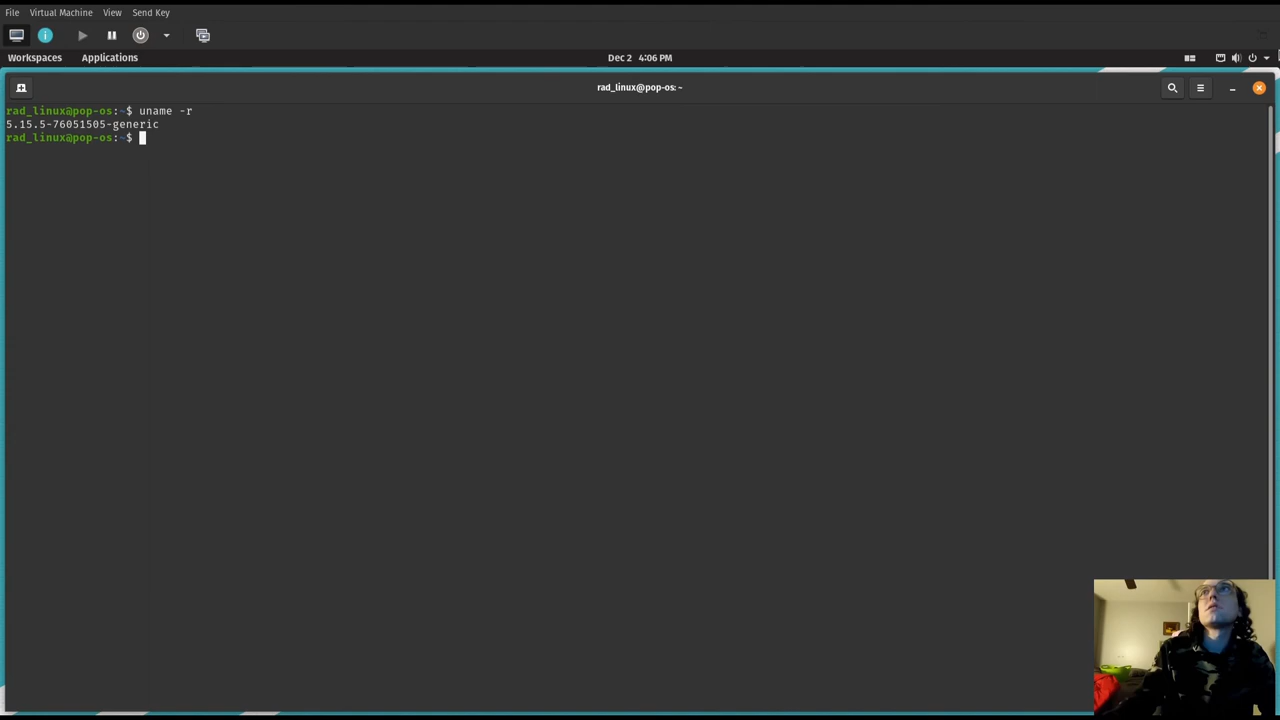 File Virtual Machine View Send Key
Workspaces Applications Dec 2 4:06 PM
rad_linux@pop-os: ~
rad_linux@pop-os:~$ uname -r
5.15.5-76051505-generic
rad_linux@pop-os:~$